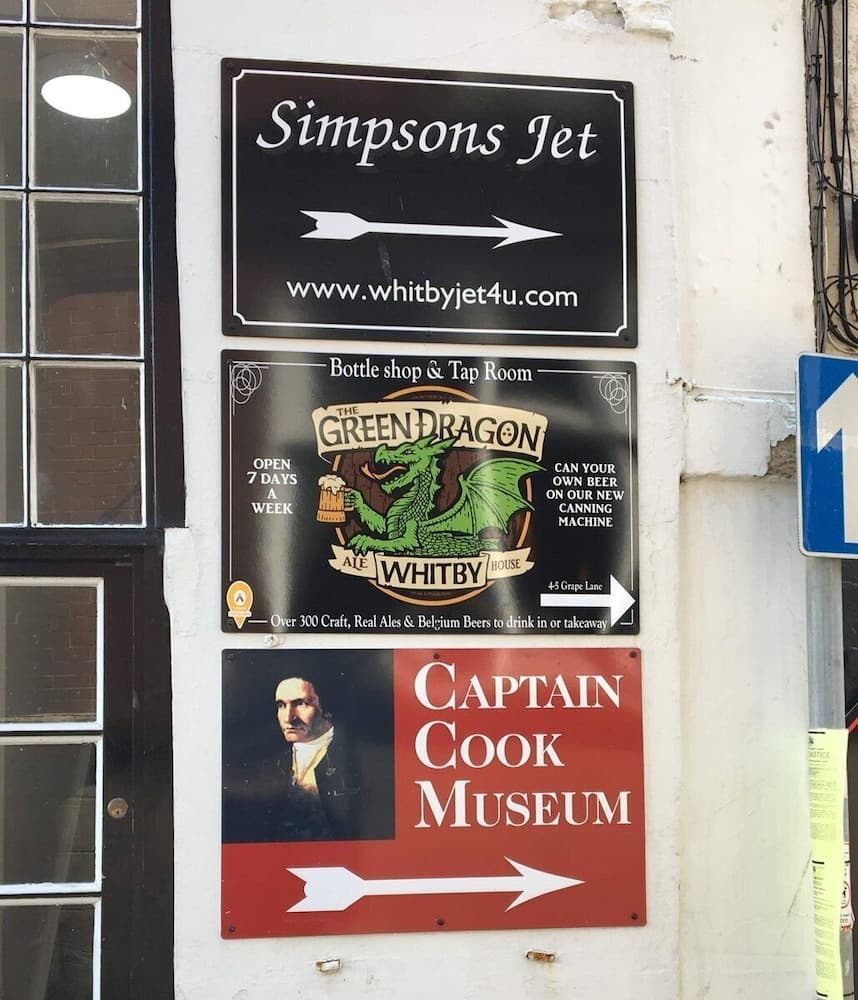 Simpsons Jet
www.whitbyjet4u.com
Bottle shop & Tap Room
THE
GREEN DRAGON
OPEN
7 DAYS
A
WEEK
CAN YOUR
OWN BEER
ON OUR NEW
CANNING
MACHINE
ALE WHITBY HOUSE
4-5 Grape Lane
Over 300 Craft, Real Ales & Belgium Beers to drink in or takeaway
CAPTAIN
COOK
MUSEUM